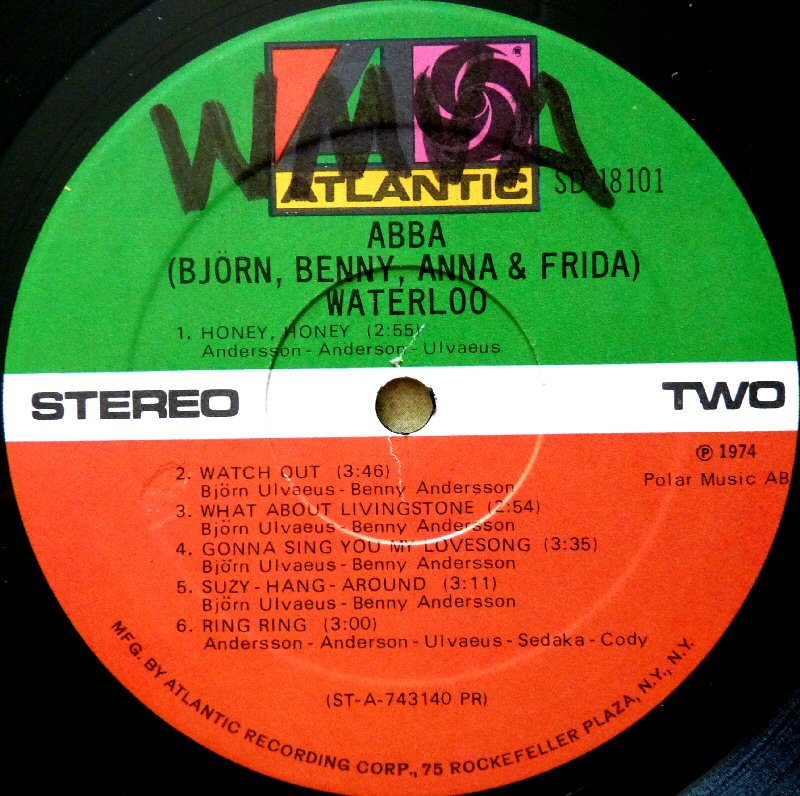 WMVA
ATLANTIC
SD 18101
ABBA
(BJÖRN, BENNY, ANNA & FRIDA)
WATERLOO
1. HONEY, HONEY (2:55)
Andersson - Anderson - Ulvaeus
STEREO
TWO
℗ 1974
Polar Music AB
2. WATCH OUT (3:46)
Björn Ulvaeus - Benny Andersson
3. WHAT ABOUT LIVINGSTONE (2:54)
Björn Ulvaeus - Benny Andersson
4. GONNA SING YOU MY LOVESONG (3:35)
Björn Ulvaeus - Benny Andersson
5. SUZY - HANG - AROUND (3:11)
Björn Ulvaeus - Benny Andersson
6. RING RING (3:00)
Andersson - Anderson - Ulvaeus - Sedaka - Cody
(ST-A-743140 PR)
MFG. BY ATLANTIC RECORDING CORP., 75 ROCKEFELLER PLAZA, N.Y., N.Y.